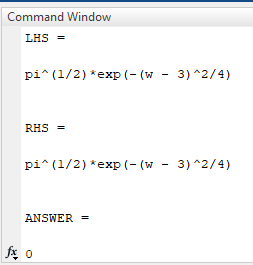 Command Window
LHS =
pi^(1/2)*exp(-(w - 3)^2/4)
RHS =
pi^(1/2)*exp(-(w - 3)^2/4)
ANSWER =
fx 0